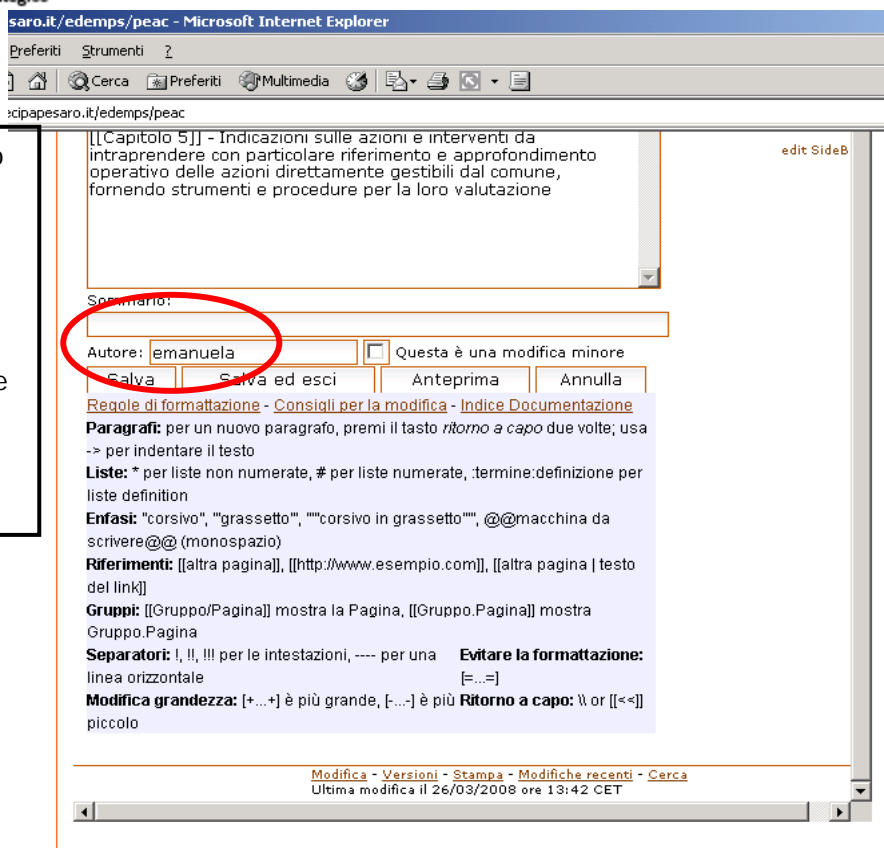 saro.it/edemps/peac - Microsoft Internet Explorer
Preferiti Strumenti ?
Cerca Preferiti Multimedia
ecipapesaro.it/edemps/peac
[[Capitolo 5]] - Indicazioni sulle azioni e interventi da
intraprendere con particolare riferimento e approfondimento
operativo delle azioni direttamente gestibili dal comune,
fornendo strumenti e procedure per la loro valutazione
edit SideB
o
e
Sommario:
Autore: emanuela Questa è una modifica minore
Salva Salva ed esci Anteprima Annulla
Regole di formattazione - Consigli per la modifica - Indice Documentazione
Paragrafi: per un nuovo paragrafo, premi il tasto ritorno a capo due volte; usa
-> per indentare il testo
Liste: * per liste non numerate, # per liste numerate, :termine:definizione per
liste definition
Enfasi: ''corsivo'', '''grassetto''', '''''corsivo in grassetto''''', @@macchina da
scrivere@@ (monospazio)
Riferimenti: [[altra pagina]], [[http://www.esempio.com]], [[altra pagina | testo
del link]]
Gruppi: [[Gruppo/Pagina]] mostra la Pagina, [[Gruppo.Pagina]] mostra
Gruppo.Pagina
Separatori: !, !!, !!! per le intestazioni, ---- per una Evitare la formattazione:
linea orizzontale [=...=]
Modifica grandezza: [+...+] è più grande, [-...-] è più Ritorno a capo: \\ or [[<<]]
piccolo
Modifica - Versioni - Stampa - Modifiche recenti - Cerca
Ultima modifica il 26/03/2008 ore 13:42 CET